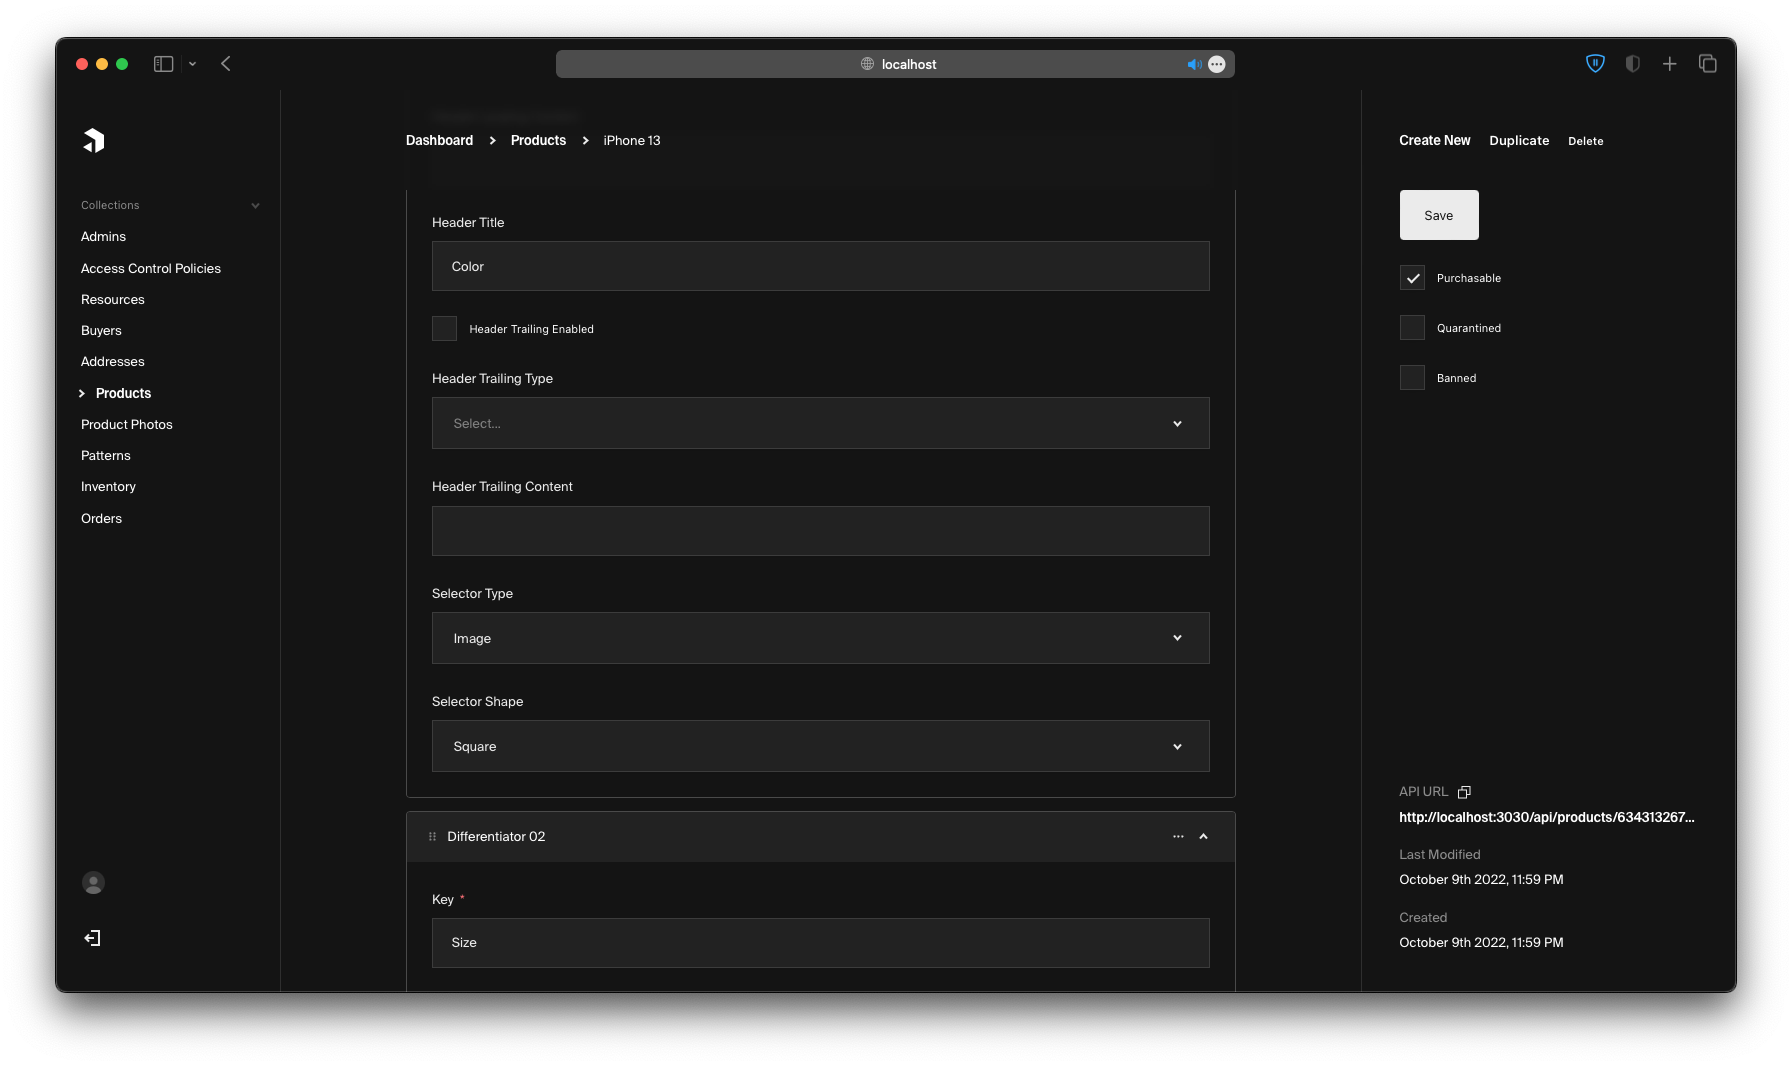 localhost
Dashboard > Products > iPhone 13
Create New Duplicate Delete
Collections
Admins
Access Control Policies
Resources
Buyers
Addresses
> Products
Product Photos
Patterns
Inventory
Orders
Header Title
Color
Header Trailing Enabled
Header Trailing Type
Select...
Header Trailing Content
Selector Type
Image
Selector Shape
Square
Differentiator 02
Key *
Size
Save
Purchasable
Quarantined
Banned
API URL
http://localhost:3030/api/products/634313267...
Last Modified
October 9th 2022, 11:59 PM
Created
October 9th 2022, 11:59 PM